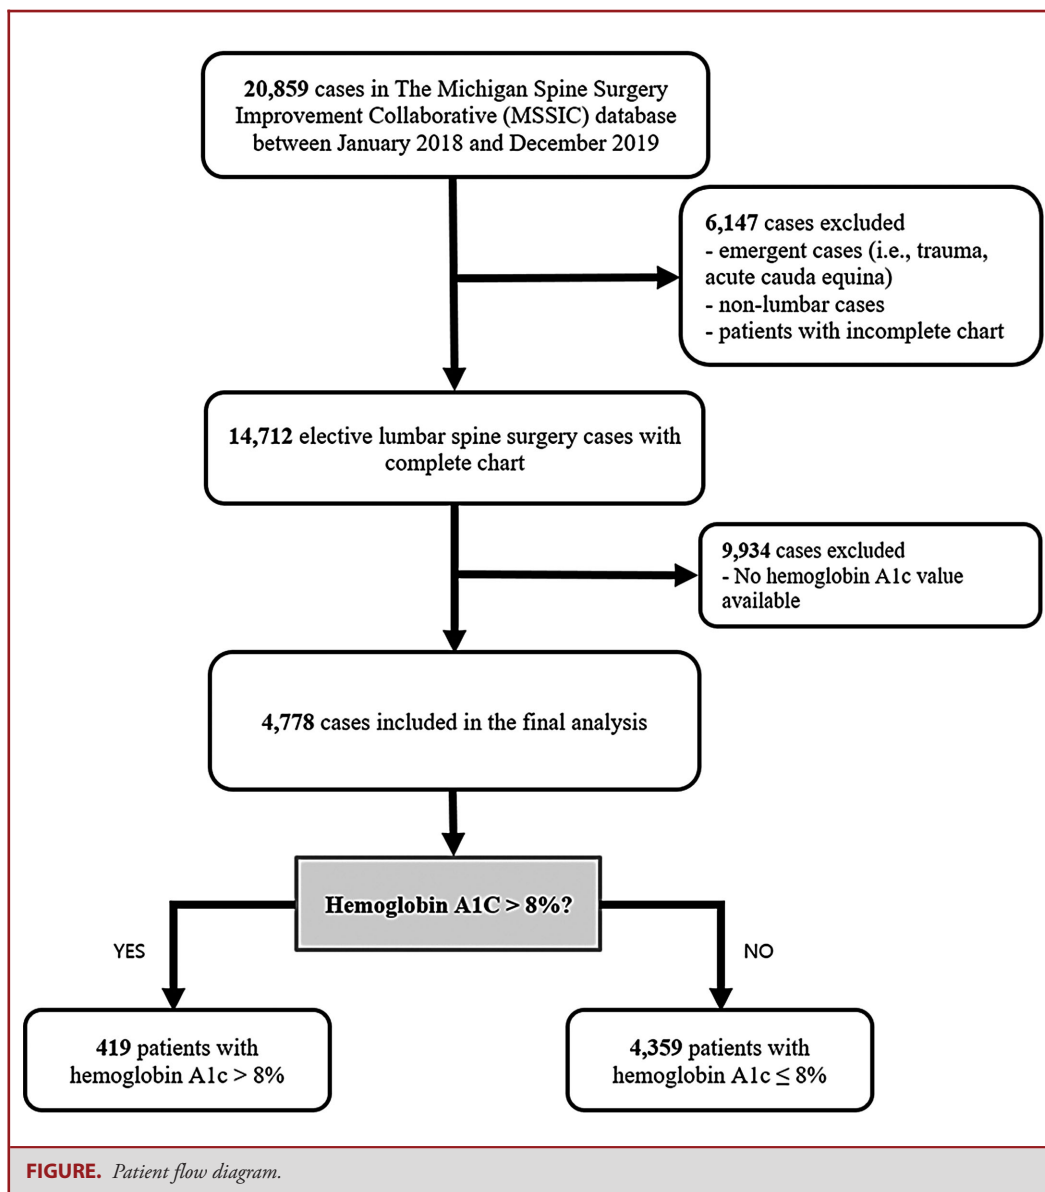 20,859 cases in The Michigan Spine Surgery
Improvement Collaborative (MSSIC) database
between January 2018 and December 2019
6,147 cases excluded
- emergent cases (i.e., trauma,
acute cauda equina)
- non-lumbar cases
- patients with incomplete chart
14,712 elective lumbar spine surgery cases with
complete chart
9,934 cases excluded
- No hemoglobin A1c value
available
4,778 cases included in the final analysis
Hemoglobin A1C > 8%?
YES
NO
419 patients with
hemoglobin A1c > 8%
4,359 patients with
hemoglobin A1c ≤ 8%
FIGURE. Patient flow diagram.